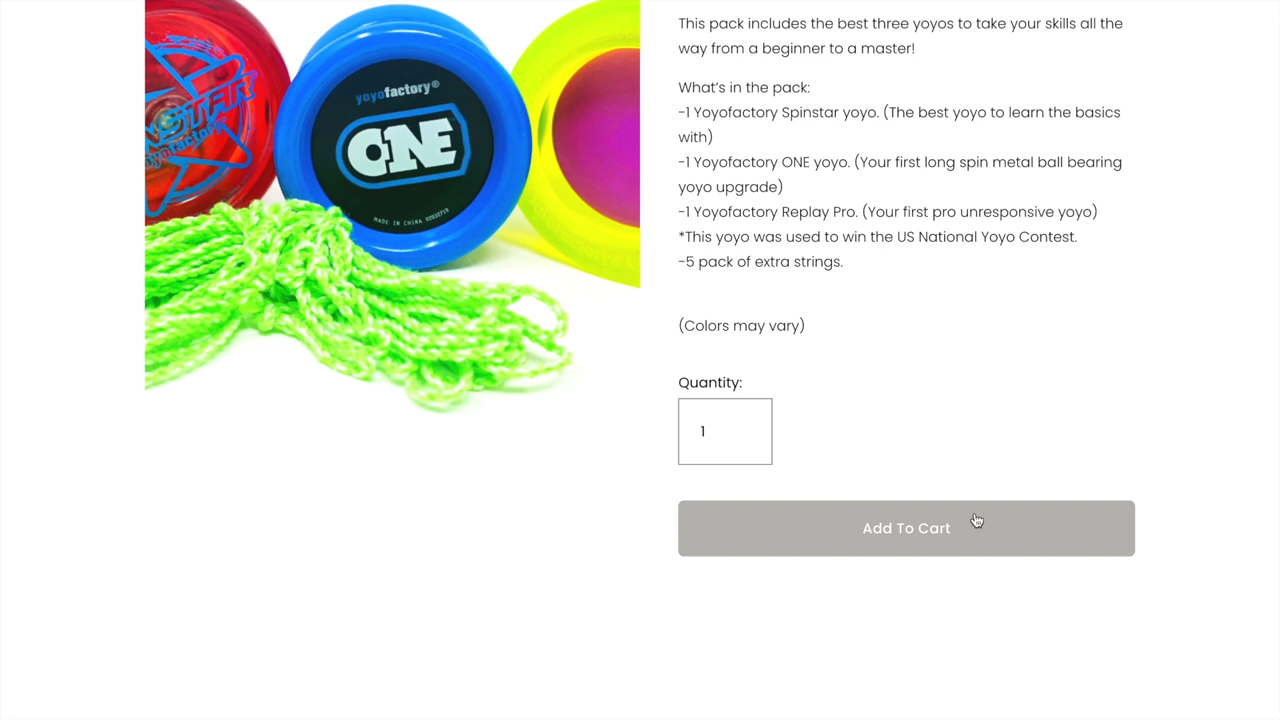 This pack includes the best three yoyos to take your skills all the
way from a beginner to a master!
What's in the pack:
-1 Yoyofactory Spinstar yoyo. (The best yoyo to learn the basics
with)
-1 Yoyofactory ONE yoyo. (Your first long spin metal ball bearing
yoyo upgrade)
-1 Yoyofactory Replay Pro. (Your first pro unresponsive yoyo)
*This yoyo was used to win the US National Yoyo Contest.
-5 pack of extra strings.
(Colors may vary)
Quantity:
1
Add To Cart
STAR
yoyofactory
yoyofactory®
ONE
MADE IN CHINA